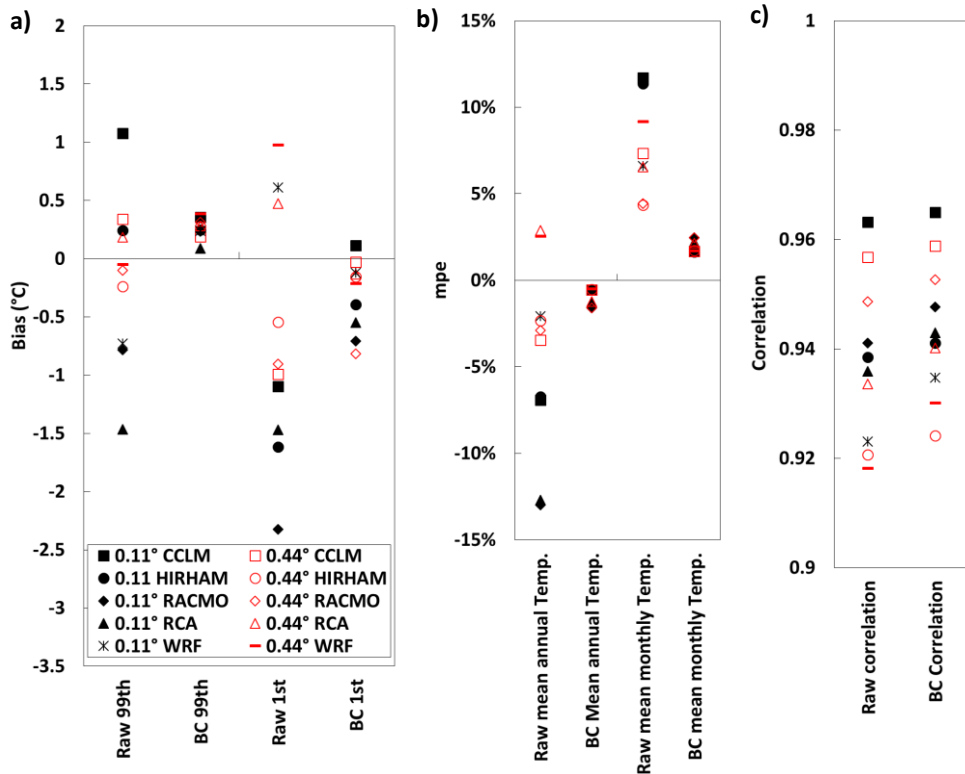 a)
2
1.5
1
0.5
0
-0.5
-1
-1.5
-2
-2.5
-3
-3.5
Bias (°C)
0.11° CCLM
0.44° CCLM
0.11 HIRHAM
0.44° HIRHAM
0.11° RACMO
0.44° RACMO
0.11° RCA
0.44° RCA
0.11° WRF
0.44° WRF
Raw 99th
BC 99th
Raw 1st
BC 1st
b)
15%
10%
5%
0%
-5%
-10%
-15%
mpe
Raw mean annual Temp.
BC Mean annual Temp.
Raw mean monthly Temp.
BC mean monthly Temp.
c)
1
0.98
0.96
0.94
0.92
0.9
Correlation
Raw correlation
BC Correlation